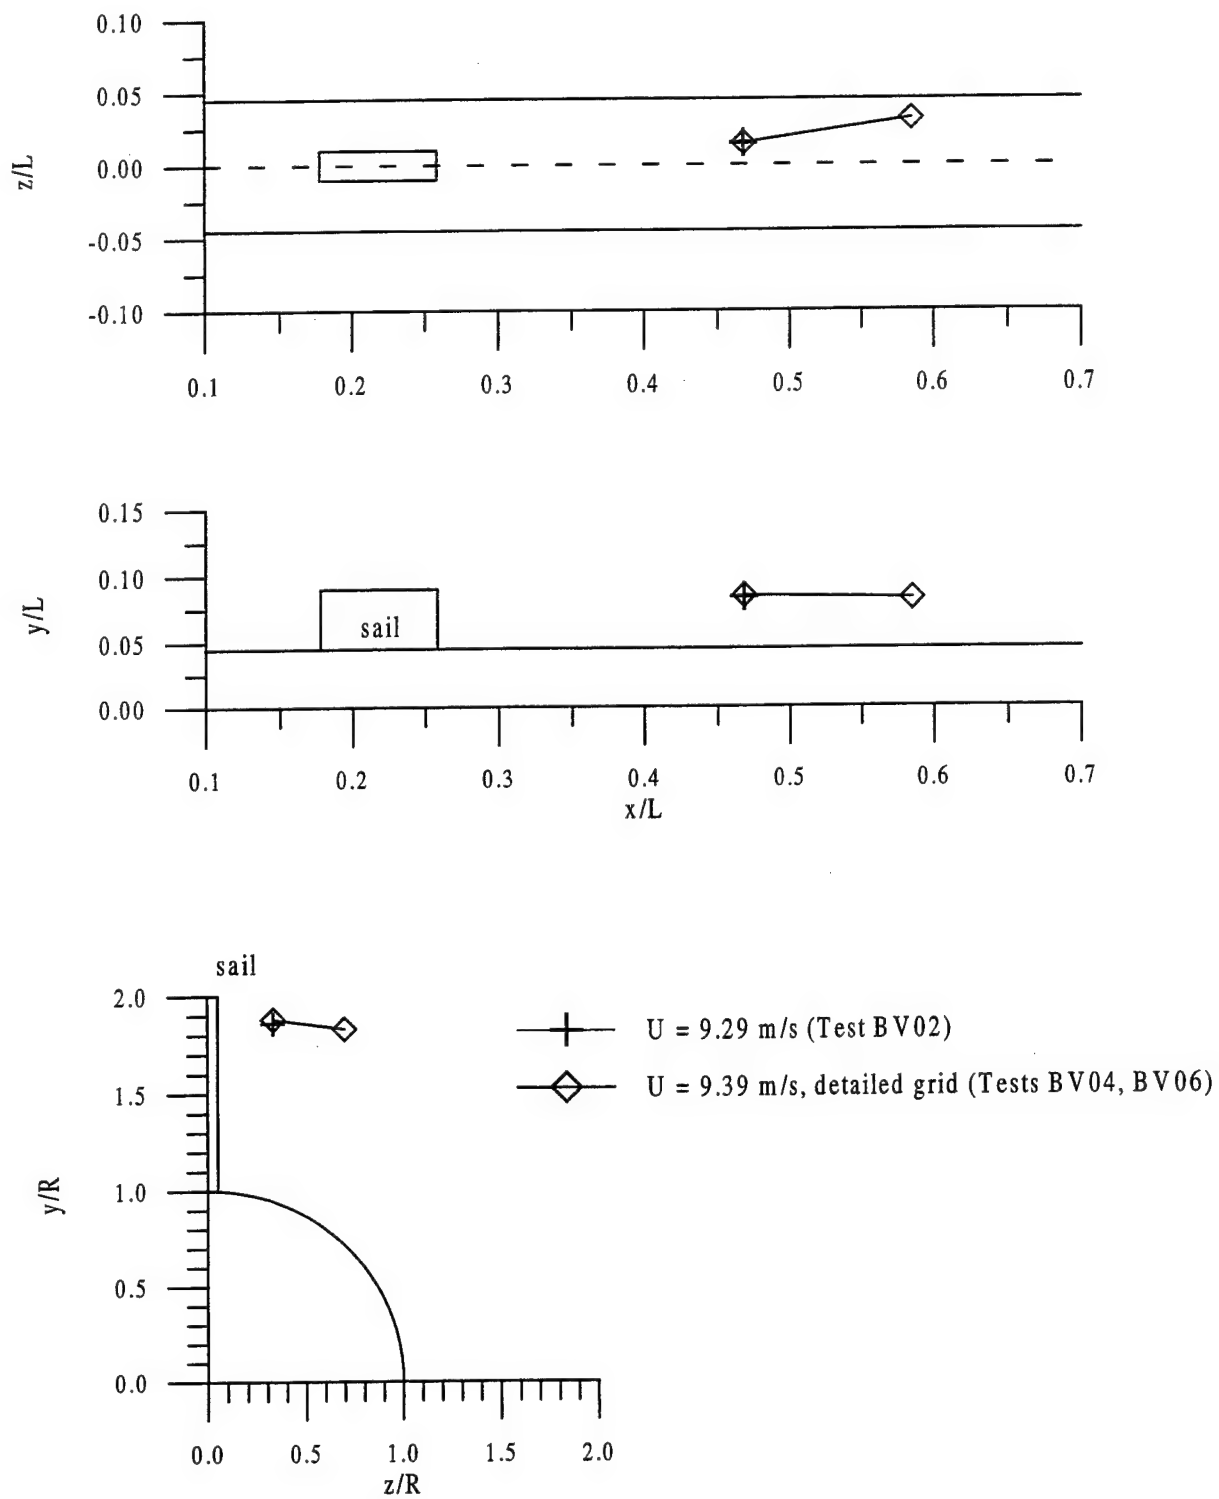 0.10
0.05
0.00
-0.05
-0.10
z/L
0.1 0.2 0.3 0.4 0.5 0.6 0.7
0.15
0.10
0.05
0.00
y/L
sail
0.1 0.2 0.3 0.4 0.5 0.6 0.7
x/L
sail
2.0
1.5
1.0
0.5
0.0
y/R
0.0 0.5 1.0 1.5 2.0
z/R
U = 9.29 m/s (Test BV02)
U = 9.39 m/s, detailed grid (Tests BV04, BV06)